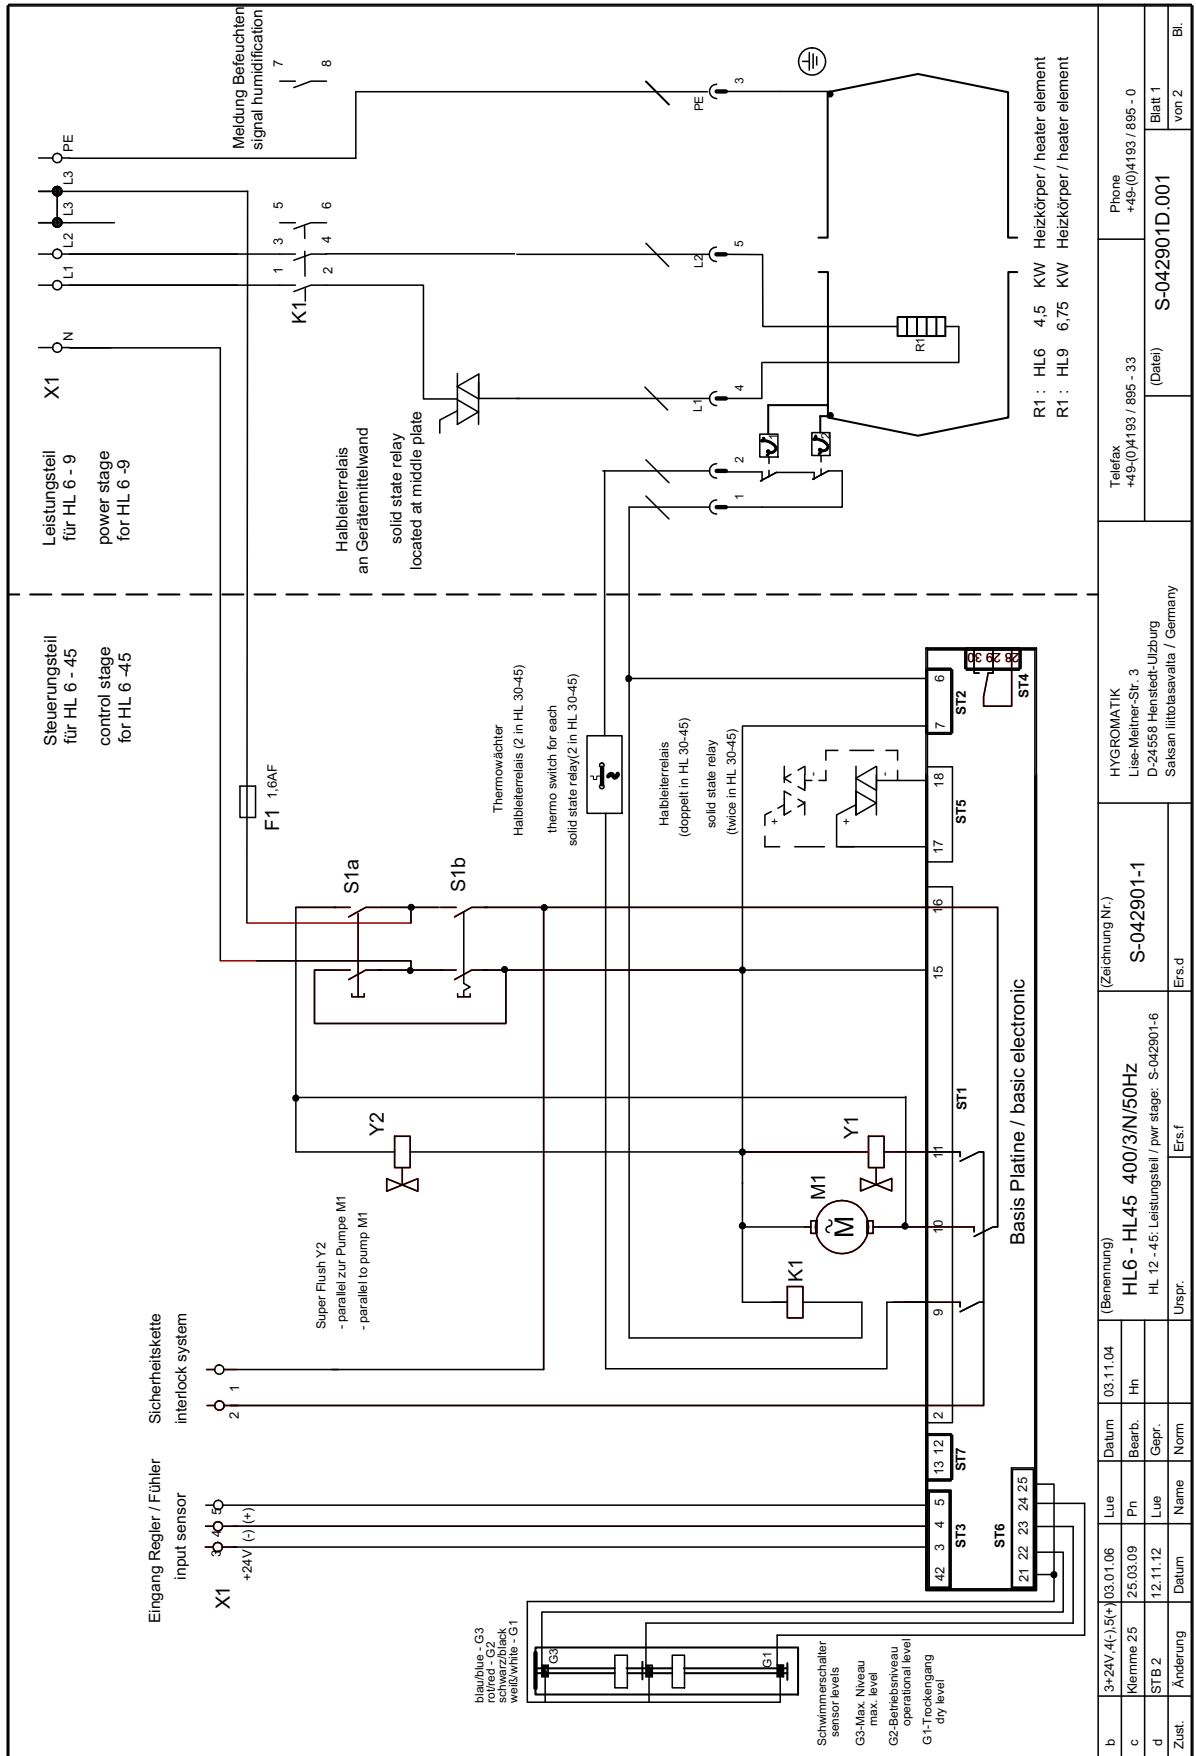 Eingang Regler / Fühler
input sensor
X1
3
4
5
+24V (-) (+)
Sicherheitskette
interlock system
2
1
Super Flush Y2
- parallel zur Pumpe M1
- parallel to pump M1
Steuerungsteil
für HL 6 - 45
control stage
for HL 6 -45
Leistungsteil
für HL 6 - 9
power stage
for HL 6 -9
X1
N
L1
L2
L3
L3
PE
Meldung Befeuchten
signal humidification
7
8
K1
1
3
5
2
4
6
F1 1,6AF
S1a
S1b
Halbleiterrelais
an Gerätemittelwand
solid state relay
located at middle plate
Thermowächter
Halbleiterrelais (2 in HL 30-45)
thermo switch for each
solid state relay(2 in HL 30-45)
Halbleiterrelais
(doppelt in HL 30-45)
solid state relay
(twice in HL 30-45)
+
-
+
-
Y2
K1
M1
M
Y1
1
2
L1
4
L2
5
PE
3
1
2
R1
R1 : HL6 4,5 KW Heizkörper / heater element
R1 : HL9 6,75 KW Heizkörper / heater element
blau/blue - G3
rot/red - G2
schwarz/black
weiß/white - G1
G3
G1
Schwimmerschalter
sensor levels
G3-Max. Niveau
max. level
G2-Betriebsniveau
operational level
G1-Trockengang
dry level
42 3 4 5
ST3
13 12
ST7
2 9 10 11 15 16
ST1
17 18
ST5
7 6
ST2
28 29 30
ST4
21 22 23 24 25
ST6
Basis Platine / basic electronic
b 3+24V,4(-),5(+) 03.01.06 Lue
c Klemme 25 25.03.09 Pn
d STB 2 12.11.12 Lue
Zust. Änderung Datum Name
Datum 03.11.04
Bearb. Hn
Gepr.
Norm
(Benennung)
HL6 - HL45 400/3/N/50Hz
HL 12 - 45: Leistungsteil / pwr stage: S-042901-6
Urspr.
Ers.f
Ers.d
(Zeichnung Nr.)
S-042901-1
HYGROMATIK
Lise-Meitner-Str. 3
D-24558 Henstedt-Ulzburg
Saksan liittotasavalta / Germany
Telefax
+49-(0)4193 / 895 - 33
Phone
+49-(0)4193 / 895 - 0
(Datei)
S-042901D.001
Blatt 1
von 2 Bl.